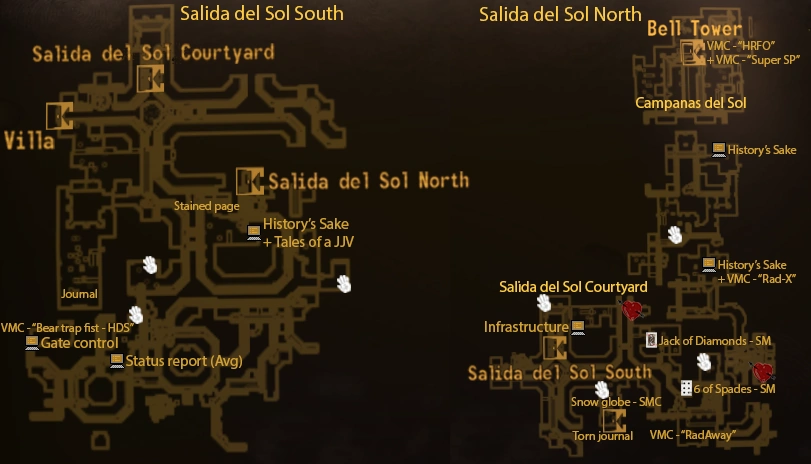 Salida del Sol South
Salida del Sol Courtyard
Villa
Salida del Sol North
Stained page
History's Sake
+ Tales of a JJV
Journal
VMC - "Bear trap fist - HDS"
Gate control
Status report (Avg)
Salida del Sol North
Bell Tower
VMC - "HRFO"
+ VMC - "Super SP"
Campanas del Sol
History's Sake
History's Sake
+ VMC - "Rad-X"
Salida del Sol Courtyard
Infrastructure
Jack of Diamonds - SM
Salida del Sol South
6 of Spades - SM
Snow globe - SMC
Torn journal
VMC - "RadAway"